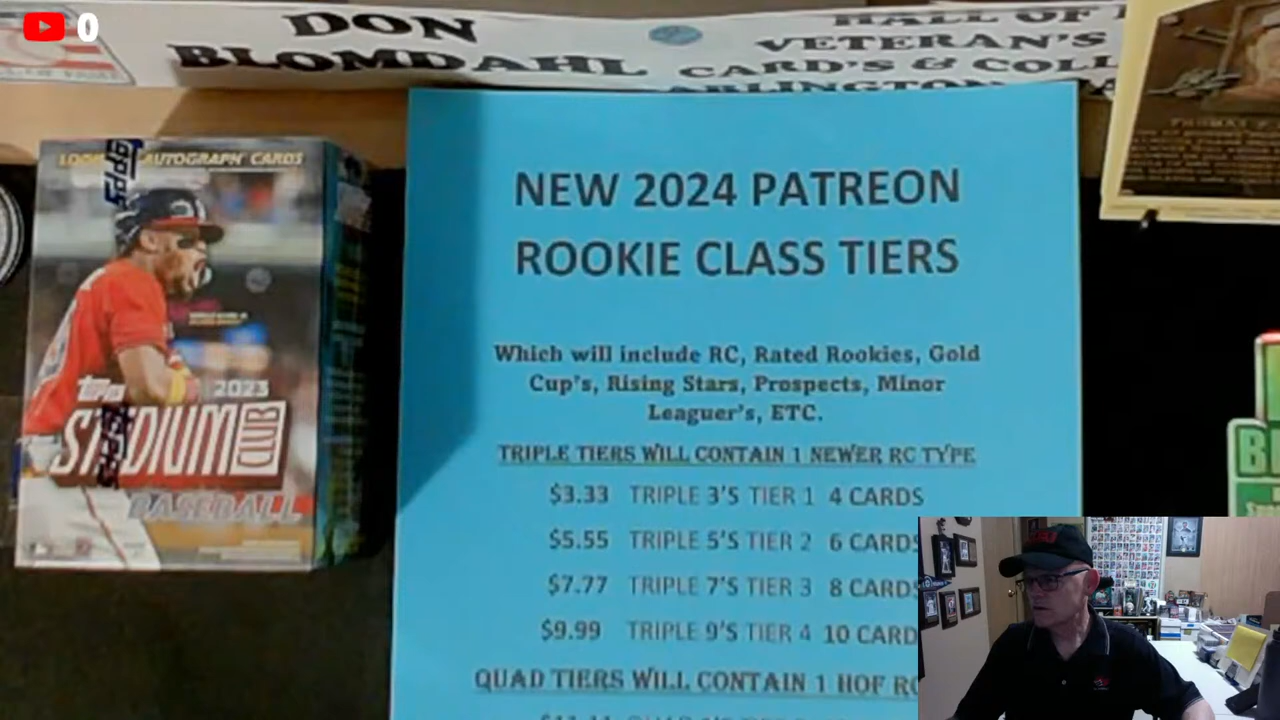 0
DON
BLOMDAHL
HALL OF
VETERAN'S
CARD'S & COLL
ARLINGTON
AUTOGRAPH CARDS
topps
topps 2023
STADIUM CLUB
BASEBALL
NEW 2024 PATREON
ROOKIE CLASS TIERS
Which will include RC, Rated Rookies, Gold
Cup's, Rising Stars, Prospects, Minor
Leaguer's, ETC.
TRIPLE TIERS WILL CONTAIN 1 NEWER RC TYPE
$3.33 TRIPLE 3'S TIER 1 4 CARDS
$5.55 TRIPLE 5'S TIER 2 6 CARDS
$7.77 TRIPLE 7'S TIER 3 8 CARDS
$9.99 TRIPLE 9'S TIER 4 10 CARD
QUAD TIERS WILL CONTAIN 1 HOF